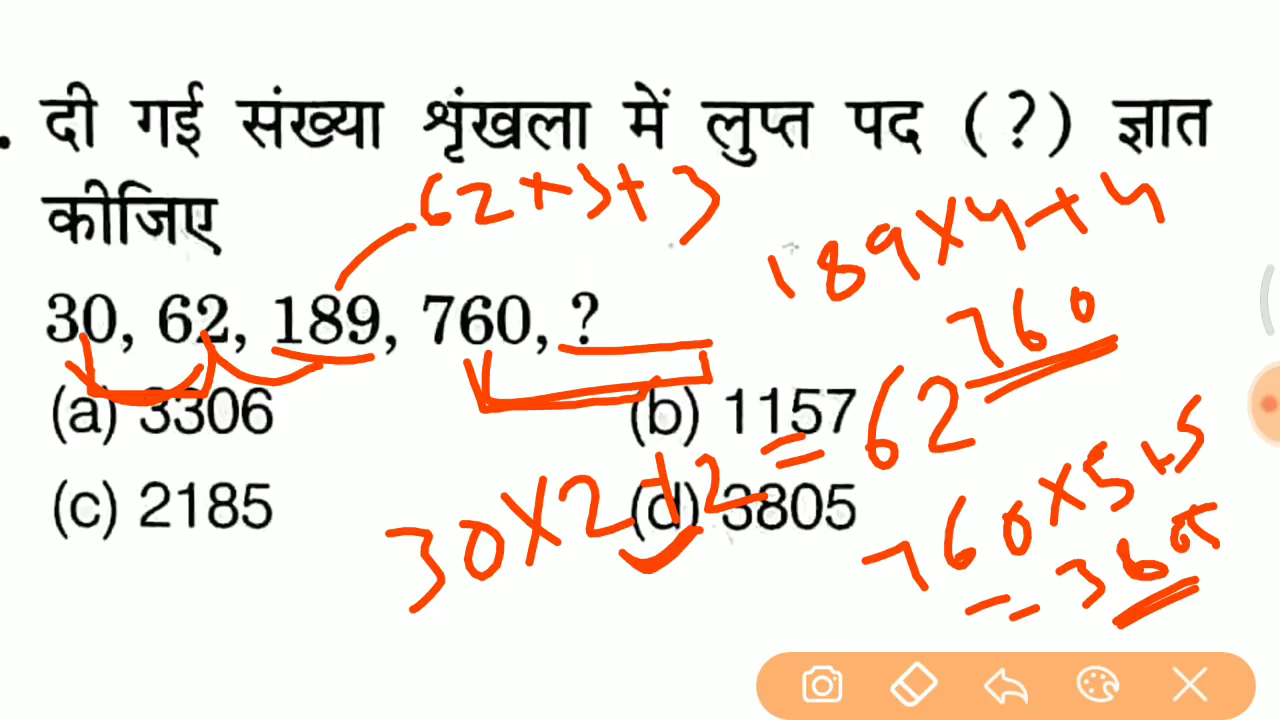 . दी गई संख्या शृंखला में लुप्त पद (?) ज्ञात
कीजिए
62×3+3
189×4+4
760
30, 62, 189, 760, ?
(a) 3306 (b) 1157
(c) 2185 (d) 3805
30×2+2=62
760×5+5
=3805